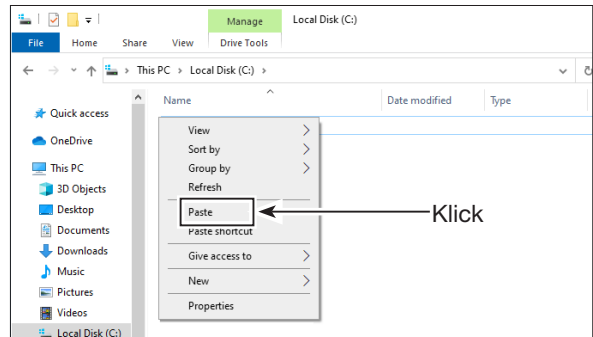 Manage
Local Disk (C:)
File
Home
Share
View
Drive Tools
This PC
Local Disk (C:)
Name
Date modified
Type
Quick access
OneDrive
This PC
3D Objects
Desktop
Documents
Downloads
Music
Pictures
Videos
Local Disk (C:)
View
Sort by
Group by
Refresh
Paste
Paste shortcut
Give access to
New
Properties
Klick